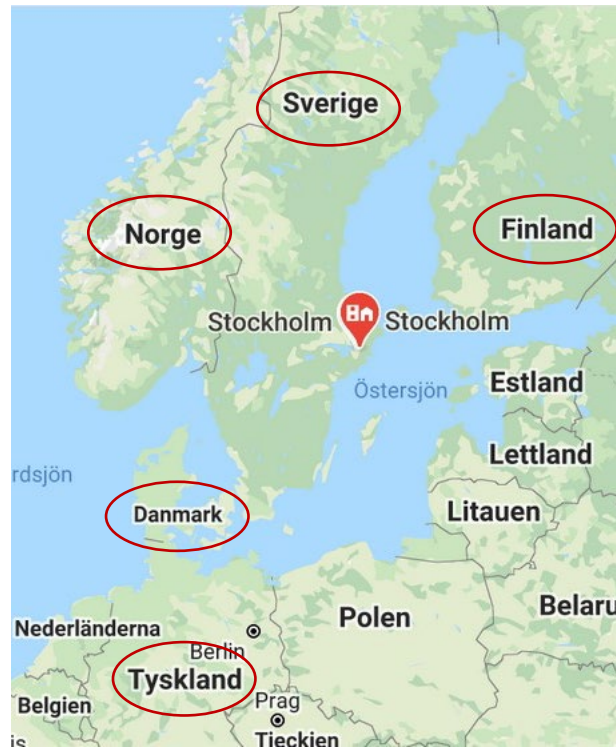 Sverige
Norge
Finland
Stockholm Stockholm
Östersjön
Estland
rdsjön
Lettland
Danmark
Litauen
Polen
Belaru
Nederländerna
Berlin
Tyskland
Belgien
Prag
Tjeckien
is